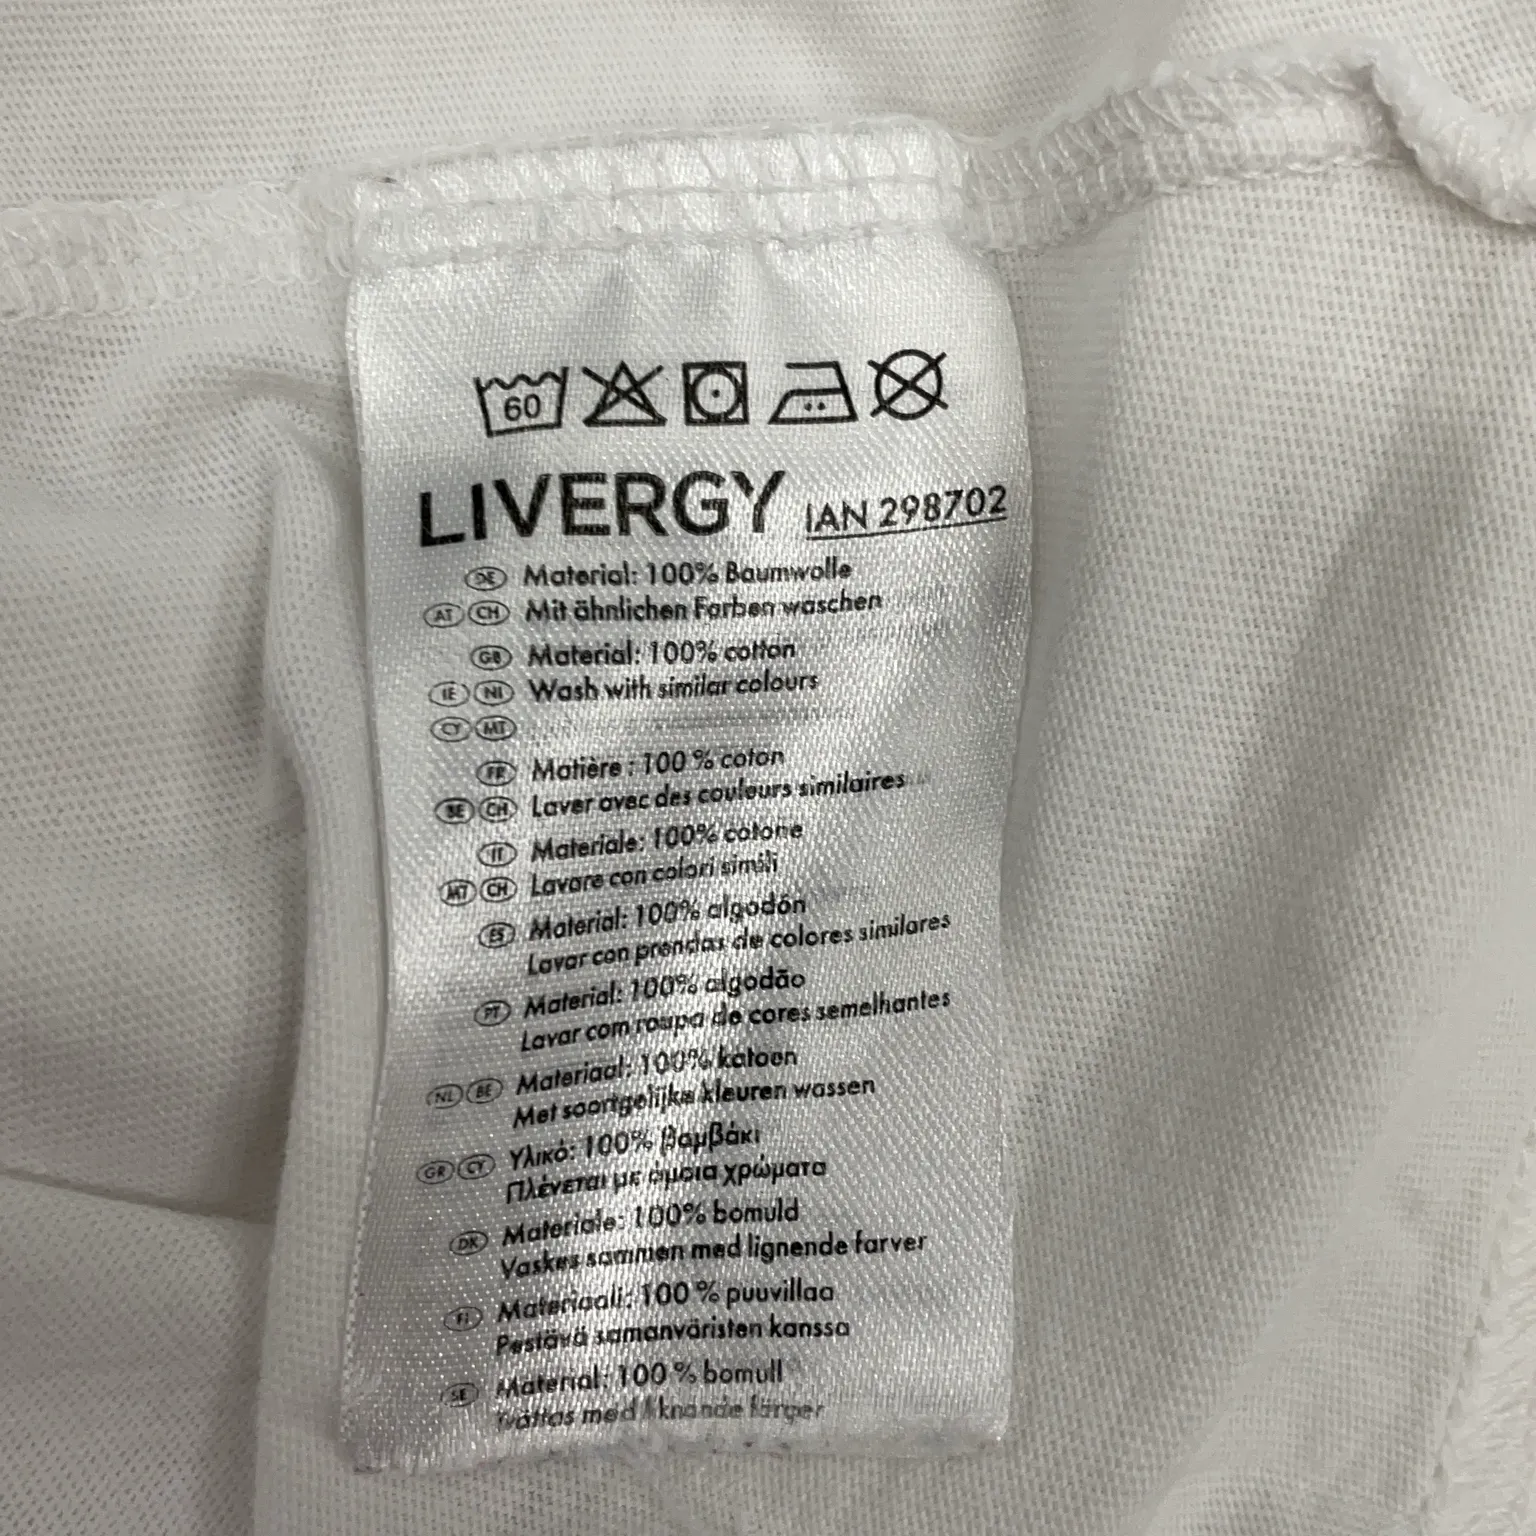 60
LIVERGY IAN 298702
DE Material: 100% Baumwolle
AT CH Mit ähnlichen Farben waschen
GB Material: 100% cotton
IE NI Wash with similar colours
CY MT
FR Matière : 100 % coton
BE CH Laver avec des couleurs similaires
IT Materiale: 100% cotone
MT CH Lavare con colori simili
ES Material: 100% algodón
Lavar con prendas de colores similares
PT Material: 100% algodão
Lavar com roupa de cores semelhantes
NL BE Materiaal: 100% katoen
Met soortgelijke kleuren wassen
GR CY Υλικό: 100% βαμβάκι
Πλένεται με όμοια χρώματα
DK Materiale: 100% bomuld
Vaskes sammen med lignende farver
FI Materiaali: 100 % puuvillaa
Pestävä samanväristen kanssa
SE Material: 100 % bomull
Tvättas med liknande färger